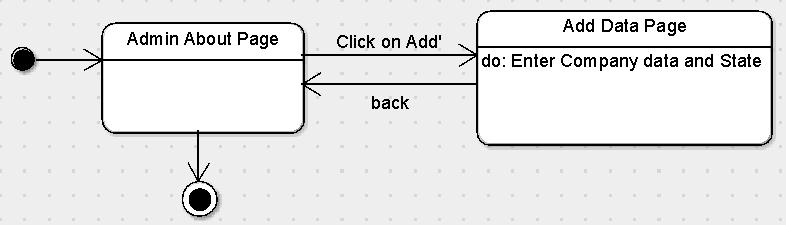 Admin About Page
Click on Add'
back
Add Data Page
do: Enter Company data and State